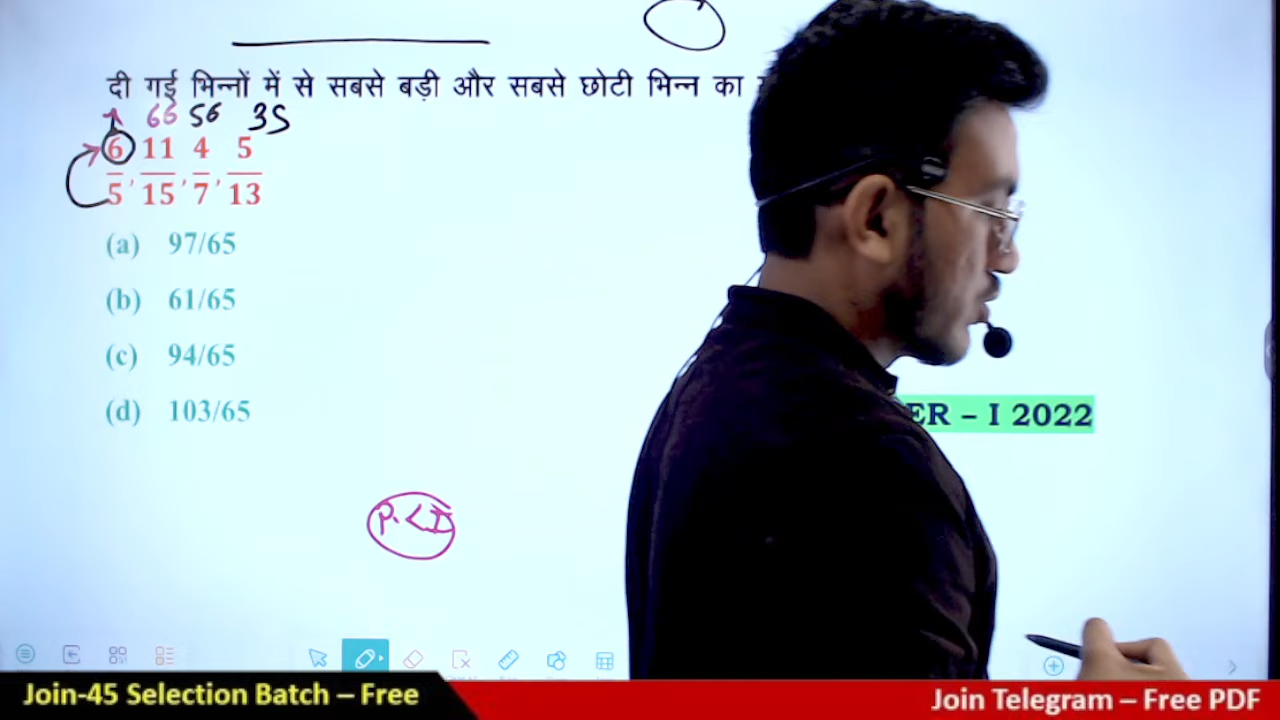 दी गई भिन्नों में से सबसे बड़ी और सबसे छोटी भिन्न का
66 56 35
6/5, 11/15, 4/7, 5/13
(a) 97/65
(b) 61/65
(c) 94/65
(d) 103/65
ER – I 2022
P. < I
Join-45 Selection Batch – Free
Join Telegram – Free PDF